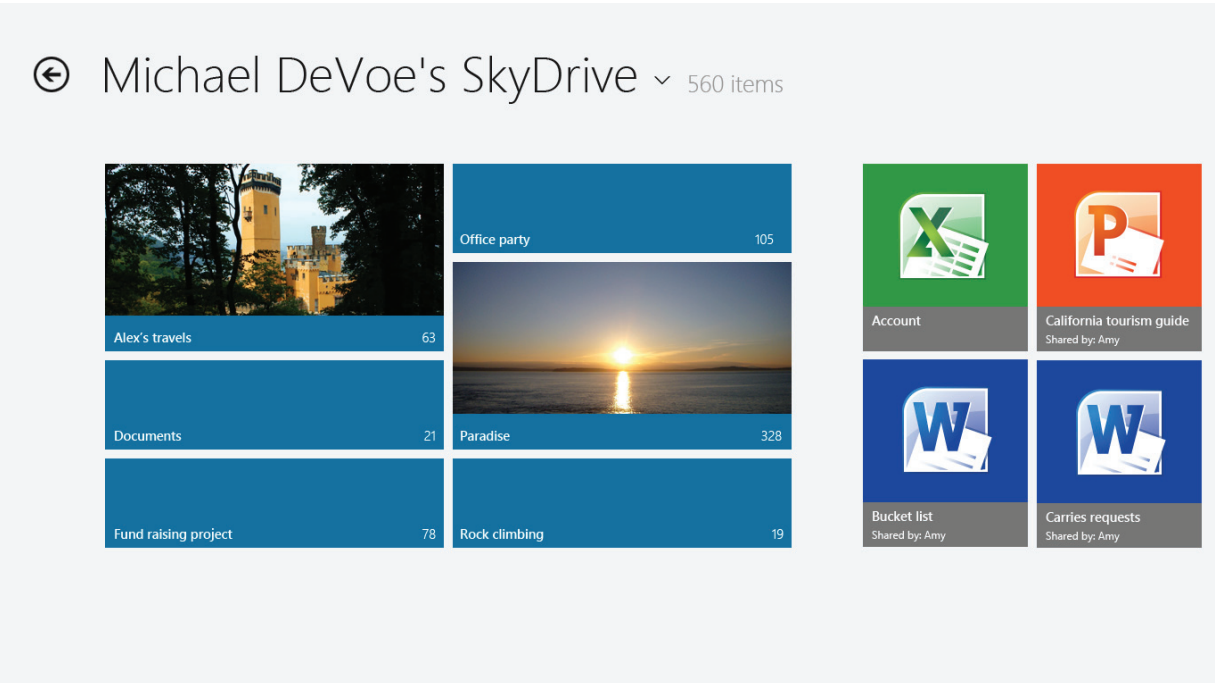 Michael DeVoe's SkyDrive 560 items
Alex's travels 63
Documents 21
Fund raising project 78
Office party 105
Paradise 328
Rock climbing 19
X
Account
P
California tourism guide
Shared by: Amy
W
Bucket list
Shared by: Amy
W
Carries requests
Shared by: Amy